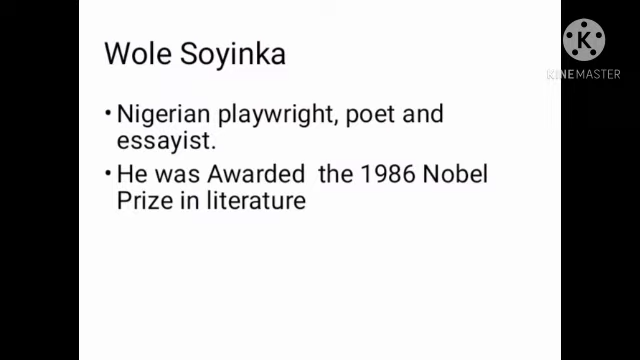 Wole Soyinka
• Nigerian playwright, poet and
essayist.
• He was Awarded the 1986 Nobel
Prize in literature
K
KINEMASTER